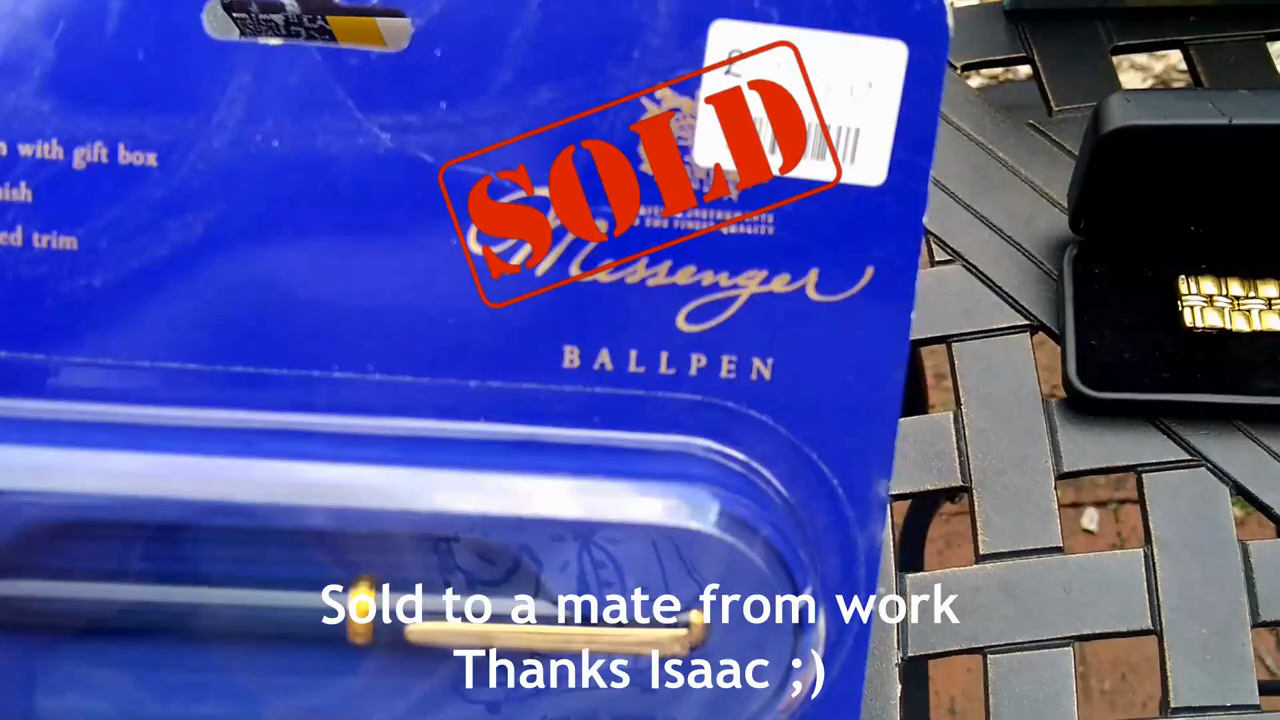 n with gift box
nish
ed trim
£
SOLD
Messenger
BALLPEN
Sold to a mate from work
Thanks Isaac ;)